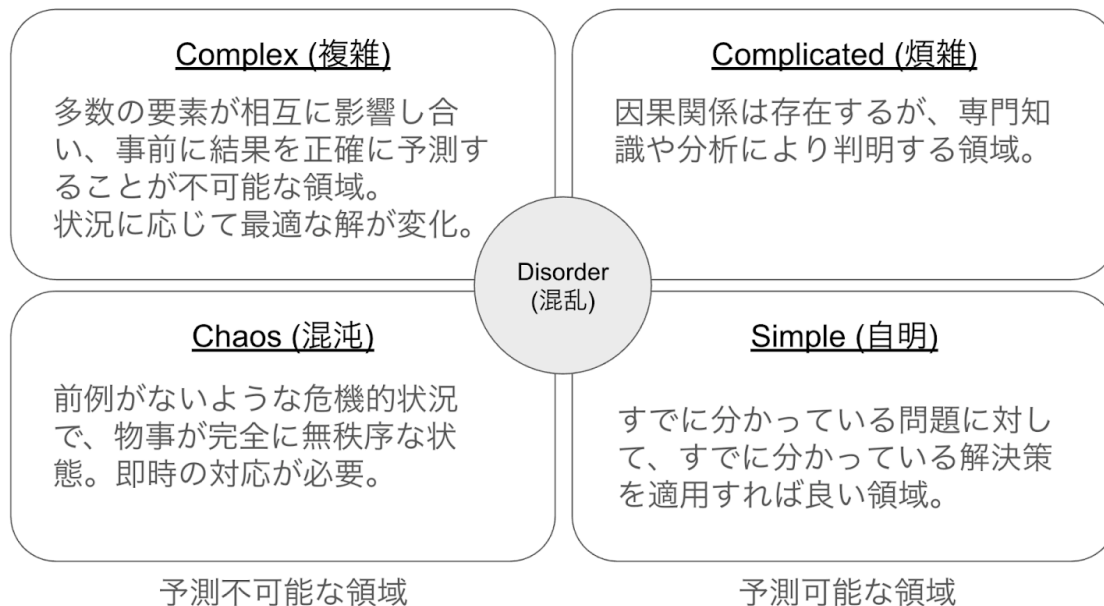 Complex (複雑)
多数の要素が相互に影響し合
い、事前に結果を正確に予測す
ることが不可能な領域。
状況に応じて最適な解が変化。
Complicated (煩雑)
因果関係は存在するが、専門知
識や分析により判明する領域。
Disorder
(混乱)
Chaos (混沌)
前例がないような危機的状況
で、物事が完全に無秩序な状
態。即時の対応が必要。
Simple (自明)
すでに分かっている問題に対し
て、すでに分かっている解決策
を適用すれば良い領域。
予測不可能な領域
予測可能な領域